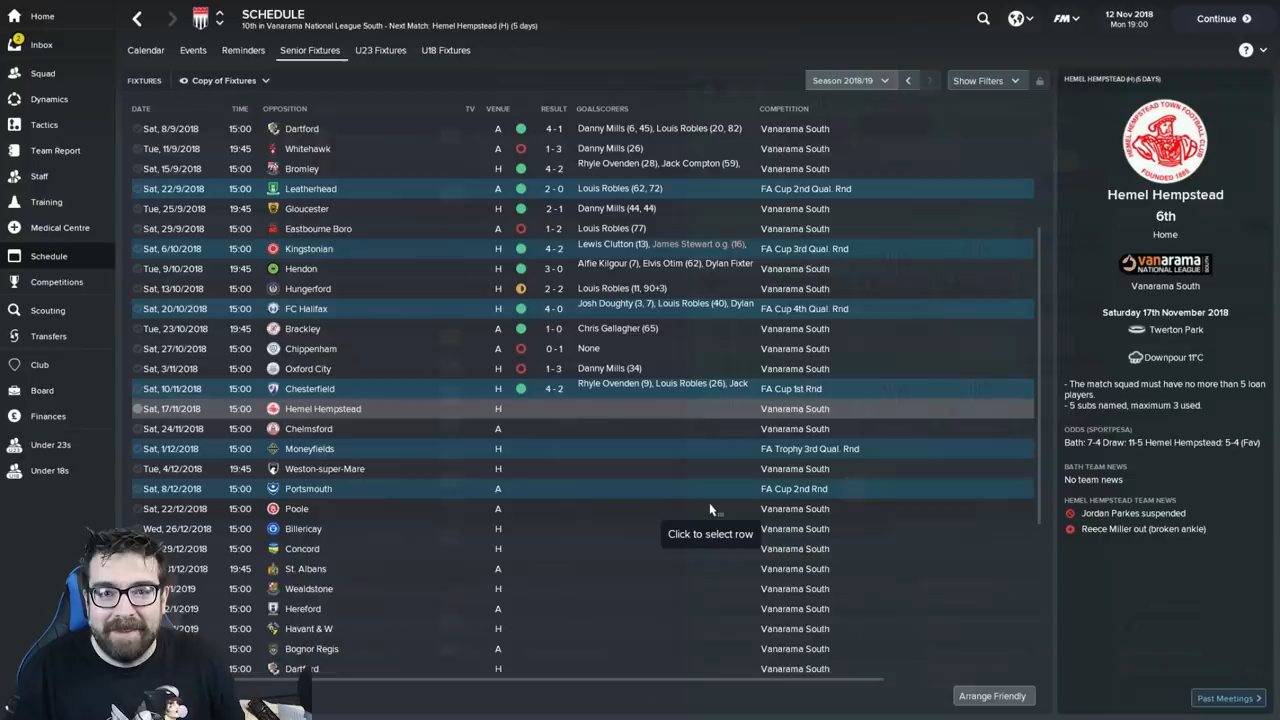 Home
SCHEDULE
10th in Vanarama National League South - Next Match: Hemel Hempstead (H) (5 days)
FM
12 Nov 2018
Mon 19:00
Continue
2
Inbox
Squad
Dynamics
Tactics
Team Report
Staff
Training
Medical Centre
Schedule
Competitions
Scouting
Transfers
Club
Board
Finances
Under 23s
Under 18s
Calendar Events Reminders Senior Fixtures U23 Fixtures U18 Fixtures
?
FIXTURES Copy of Fixtures Season 2018/19 Show Filters
DATE TIME OPPOSITION TV VENUE RESULT GOALSCORERS COMPETITION
Sat, 8/9/2018 15:00 Dartford A 4 - 1 Danny Mills (6, 45), Louis Robles (20, 82) Vanarama South
Tue, 11/9/2018 19:45 Whitehawk A 1 - 3 Danny Mills (26) Vanarama South
Sat, 15/9/2018 15:00 Bromley H 4 - 2 Rhyle Ovenden (28), Jack Compton (59), Vanarama South
Sat, 22/9/2018 15:00 Leatherhead A 2 - 0 Louis Robles (62, 72) FA Cup 2nd Qual. Rnd
Tue, 25/9/2018 19:45 Gloucester H 2 - 1 Danny Mills (44, 44) Vanarama South
Sat, 29/9/2018 15:00 Eastbourne Boro A 1 - 2 Louis Robles (77) Vanarama South
Sat, 6/10/2018 15:00 Kingstonian H 4 - 2 Lewis Clutton (13), James Stewart o.g. (16), FA Cup 3rd Qual. Rnd
Tue, 9/10/2018 19:45 Hendon H 3 - 0 Alfie Kilgour (7), Elvis Otim (62), Dylan Fixter Vanarama South
Sat, 13/10/2018 15:00 Hungerford H 2 - 2 Louis Robles (11, 90+3) Vanarama South
Sat, 20/10/2018 15:00 FC Halifax H 4 - 0 Josh Doughty (3, 7), Louis Robles (40), Dylan FA Cup 4th Qual. Rnd
Tue, 23/10/2018 19:45 Brackley A 1 - 0 Chris Gallagher (65) Vanarama South
Sat, 27/10/2018 15:00 Chippenham A 0 - 1 None Vanarama South
Sat, 3/11/2018 15:00 Oxford City H 1 - 3 Danny Mills (34) Vanarama South
Sat, 10/11/2018 15:00 Chesterfield H 4 - 2 Rhyle Ovenden (9), Louis Robles (26), Jack FA Cup 1st Rnd
Sat, 17/11/2018 15:00 Hemel Hempstead H Vanarama South
Sat, 24/11/2018 15:00 Chelmsford A Vanarama South
Sat, 1/12/2018 15:00 Moneyfields H FA Trophy 3rd Qual. Rnd
Tue, 4/12/2018 19:45 Weston-super-Mare H Vanarama South
Sat, 8/12/2018 15:00 Portsmouth A FA Cup 2nd Rnd
Sat, 22/12/2018 15:00 Poole A Vanarama South
Wed, 26/12/2018 15:00 Billericay H Vanarama South
29/12/2018 15:00 Concord H Vanarama South
/12/2018 19:45 St. Albans A Vanarama South
/1/2019 15:00 Wealdstone H Vanarama South
/1/2019 15:00 Hereford A Vanarama South
/2019 15:00 Havant & W H Vanarama South
/2019 15:00 Bognor Regis A Vanarama South
15:00 Dartford H Vanarama South
Click to select row
Arrange Friendly
HEMEL HEMPSTEAD (H) (5 DAYS)
HEMEL HEMPSTEAD TOWN FOOTBALL CLUB
FOUNDED 1885
Hemel Hempstead
6th
Home
vanarama
NATIONAL LEAGUE
SOUTH
Vanarama South
Saturday 17th November 2018
Twerton Park
Downpour 11°C
- The match squad must have no more than 5 loan
players.
- 5 subs named, maximum 3 used.
ODDS (SPORTPESA)
Bath: 7-4 Draw: 11-5 Hemel Hempstead: 5-4 (Fav)
BATH TEAM NEWS
No team news
HEMEL HEMPSTEAD TEAM NEWS
Jordan Parkes suspended
Reece Miller out (broken ankle)
Past Meetings